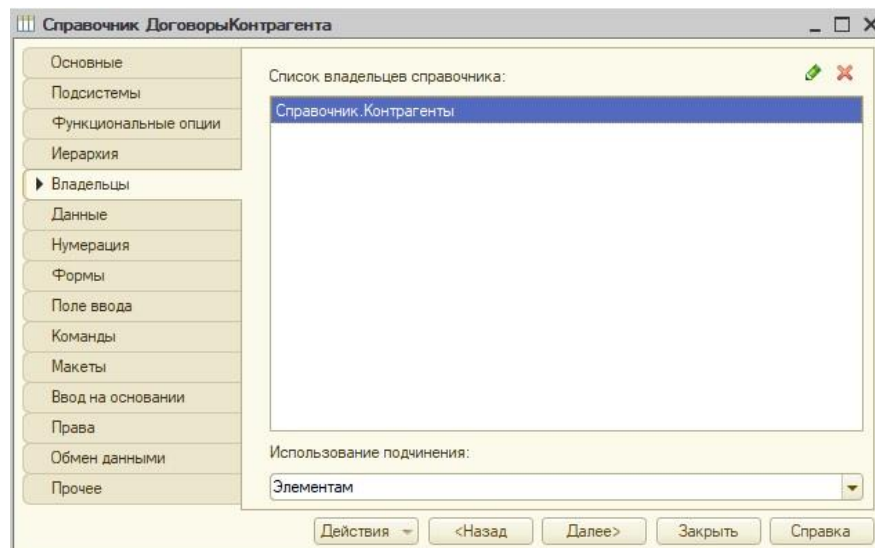 Справочник ДоговорыКонтрагента
Основные
Подсистемы
Функциональные опции
Иерархия
Владельцы
Данные
Нумерация
Формы
Поле ввода
Команды
Макеты
Ввод на основании
Права
Обмен данными
Прочее
Список владельцев справочника:
Справочник.Контрагенты
Использование подчинения:
Элементам
Действия
<Назад
Далее>
Закрыть
Справка